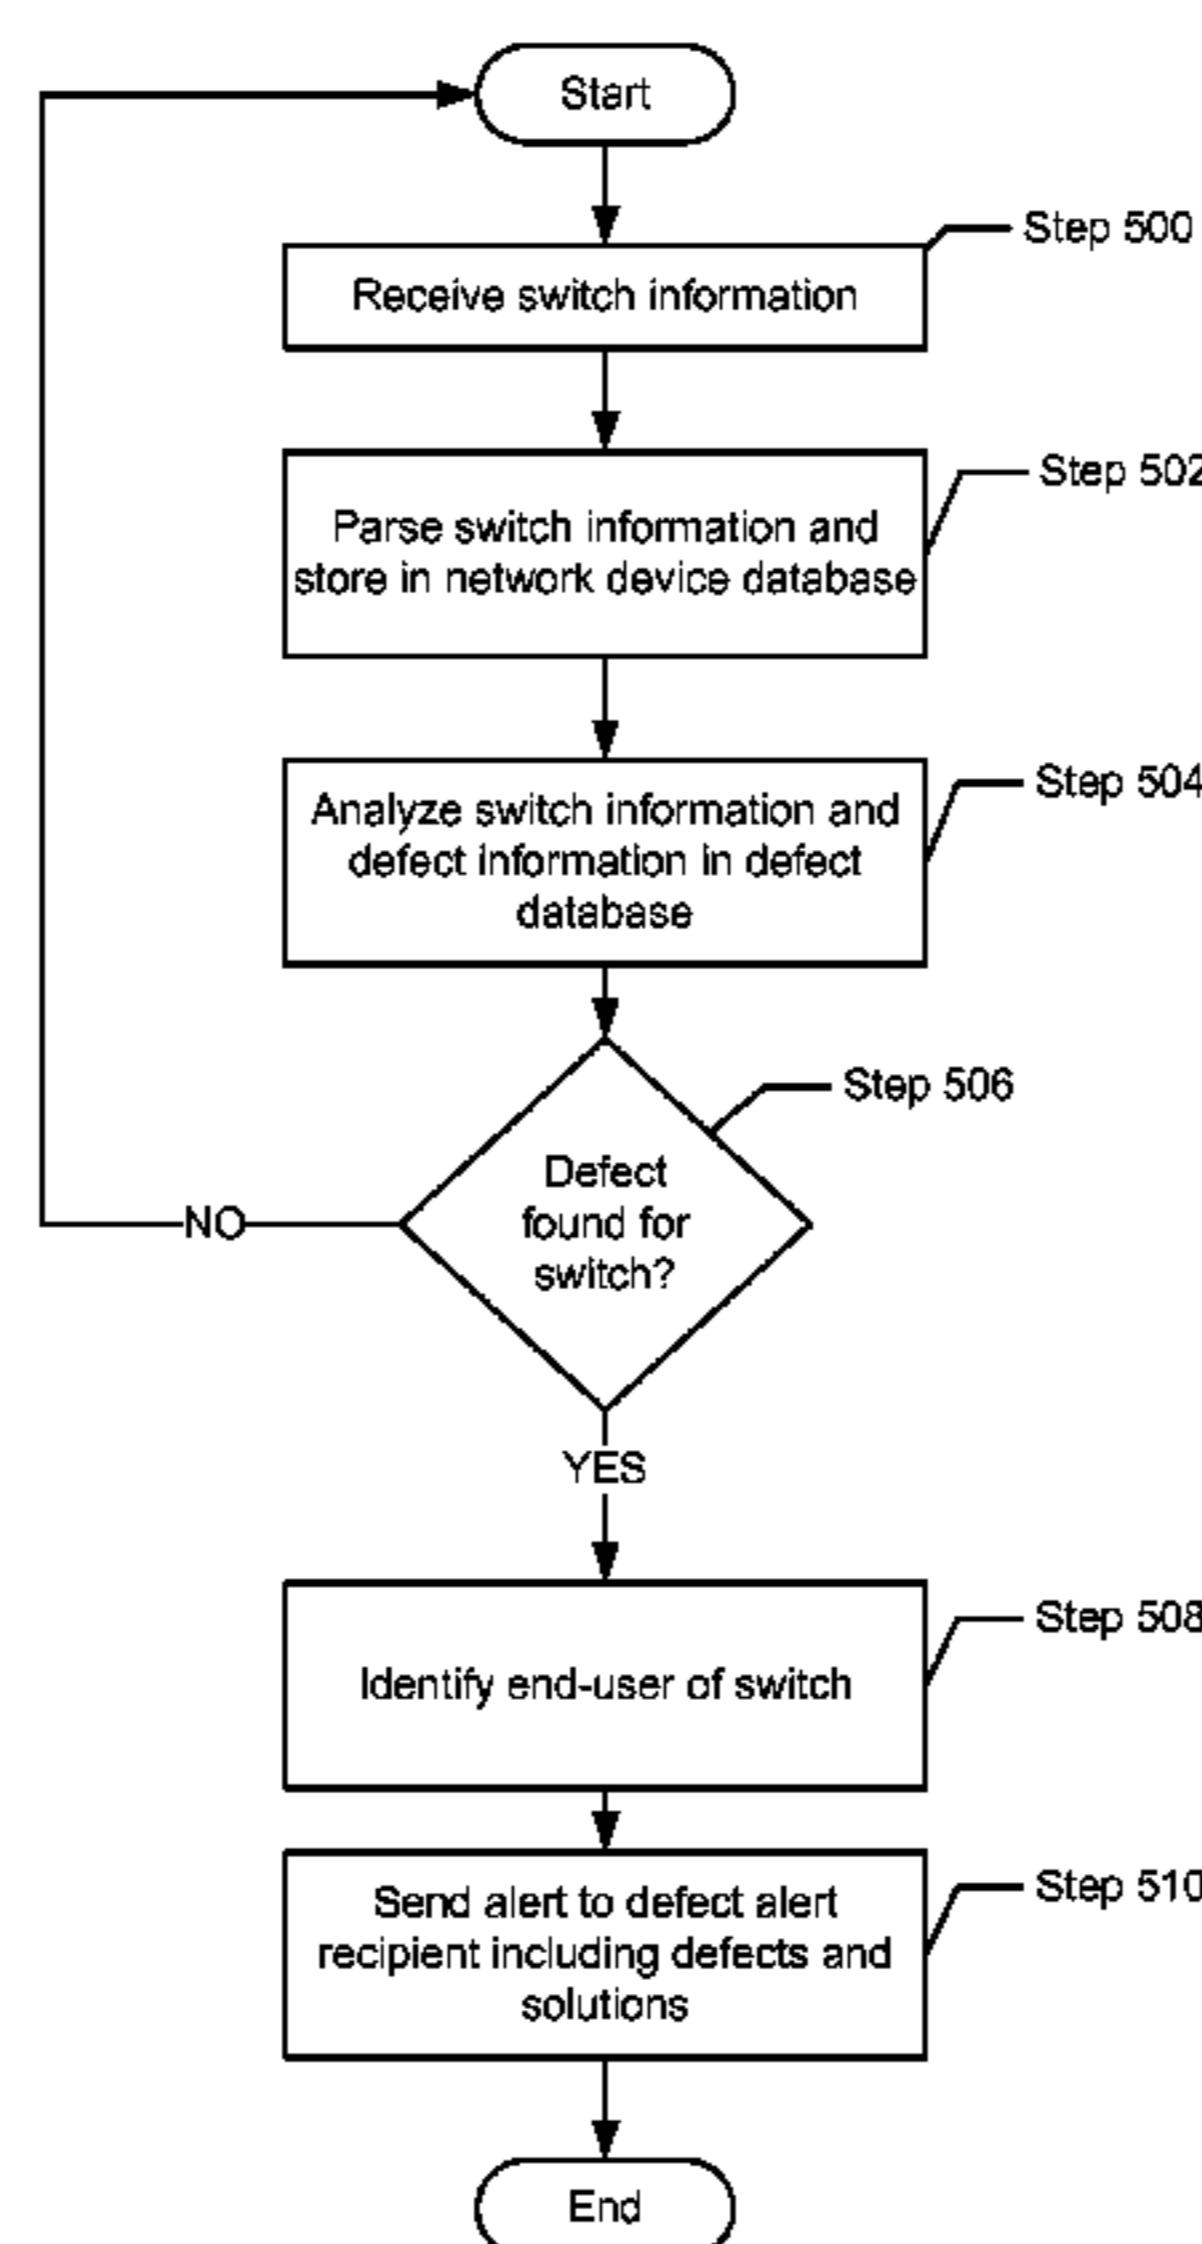 Start
Step 500
Receive switch information
Step 502
Parse switch information and
store in network device database
Step 504
Analyze switch information and
defect information in defect
database
Step 506
Defect
found for
switch?
NO
YES
Step 508
Identify end-user of switch
Step 510
Send alert to defect alert
recipient including defects and
solutions
End